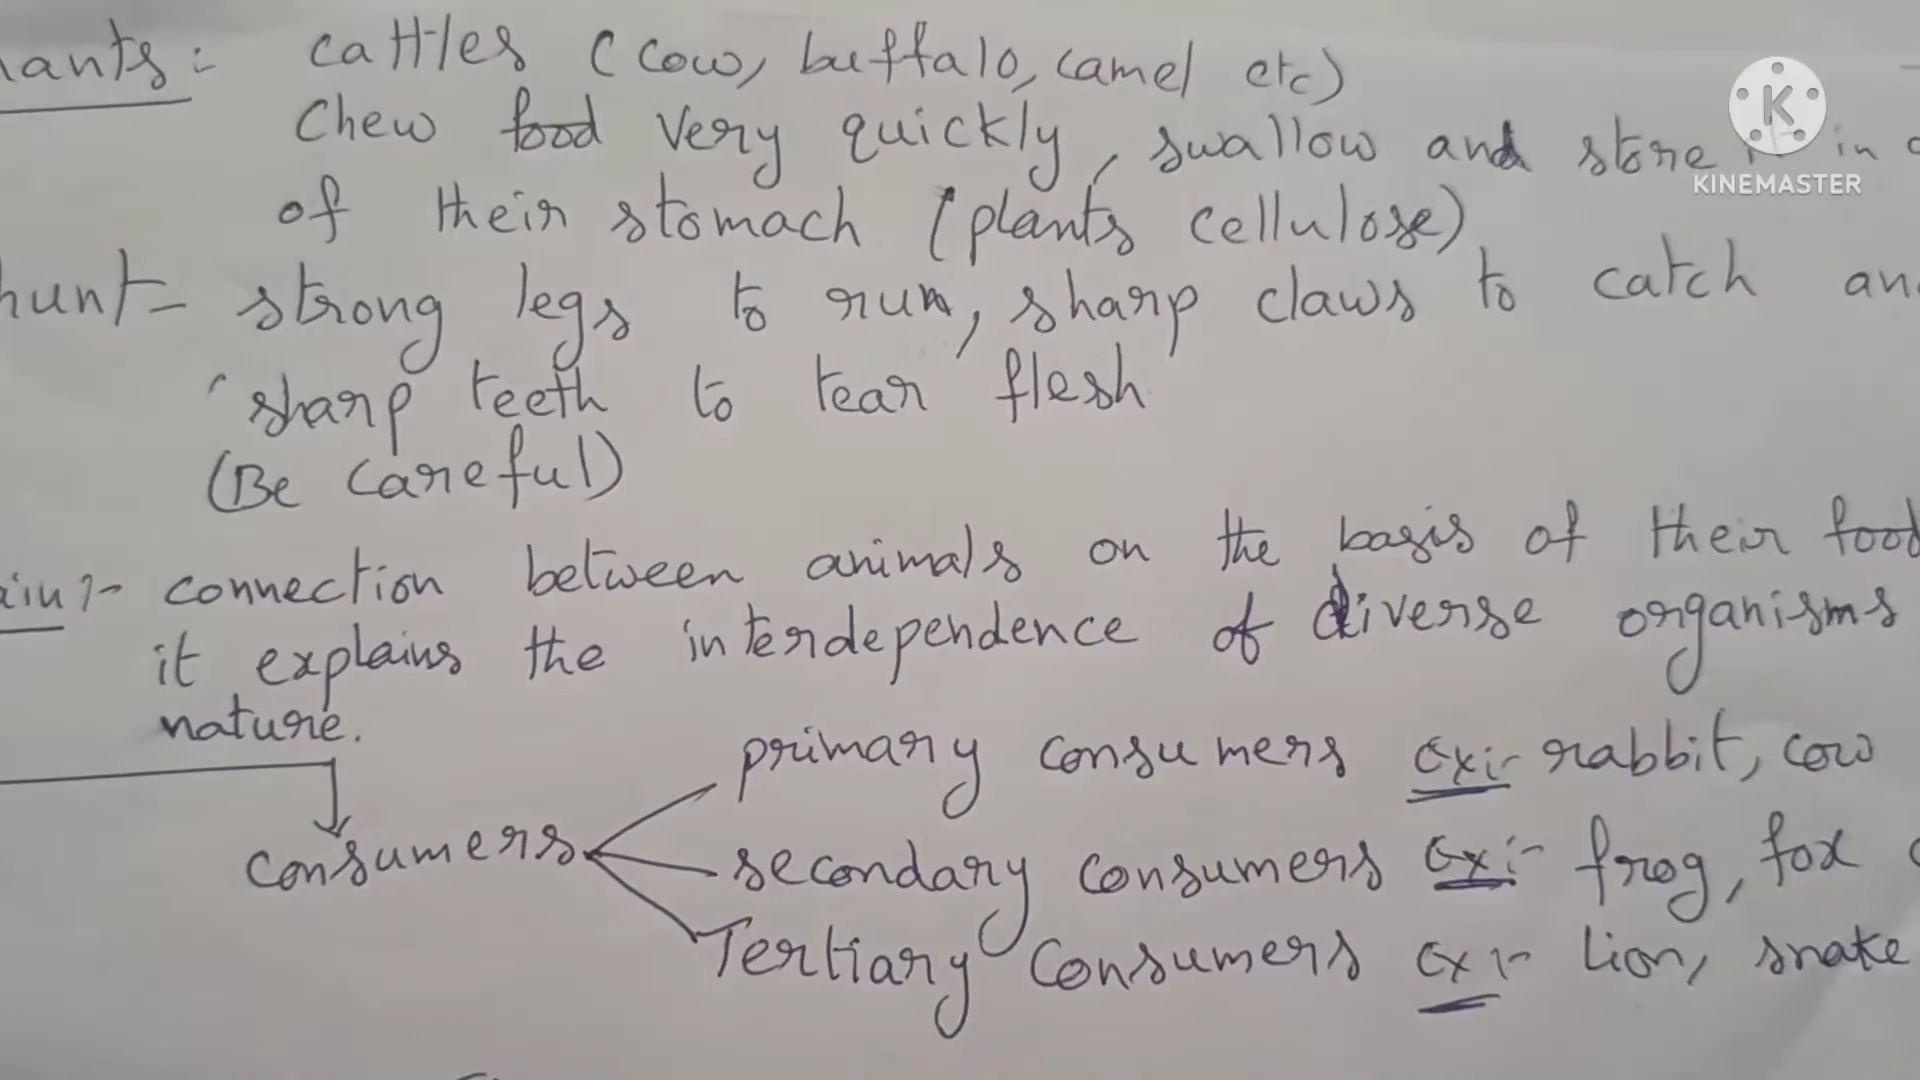 cattles (cow, buffalo, camel etc)
Chew food very quickly, swallow and store in
of their stomach (plants cellulose)
hunt - strong legs to run, sharp claws to catch
sharp teeth to tear flesh
(Be careful)
connection between animals on the basis of their food
it explains the interdependence of diverse organisms
nature.
primary consumers Ex:- rabbit, cow
consumers
secondary consumers Ex:- frog, fox
Tertiary consumers Ex:- lion, snake
K
KINEMASTER